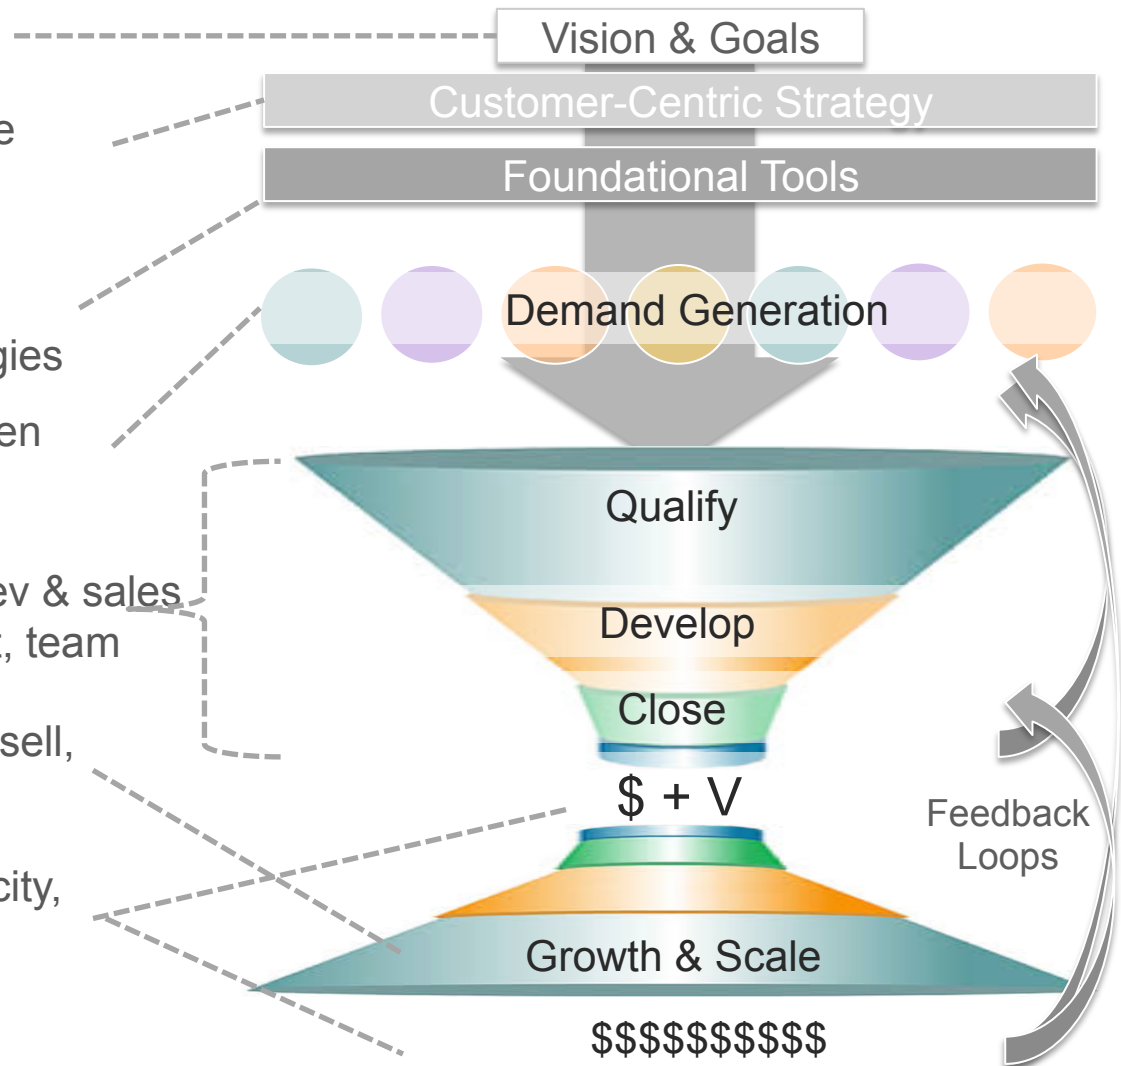 Vision & Goals
Customer-Centric Strategy
e
Foundational Tools
Demand Generation
gies
en
Qualify
ev & sales
Develop
t, team
Close
sell,
$ + V
Feedback
Loops
city,
Growth & Scale
$$$$$$$$$$